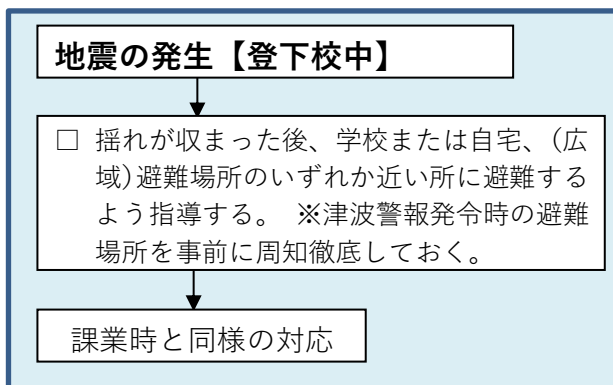 地震の発生【登下校中】
□ 揺れが収まった後、学校または自宅、(広
域)避難場所のいずれか近い所に避難する
よう指導する。 ※津波警報発令時の避難
場所を事前に周知徹底しておく。
課業時と同様の対応